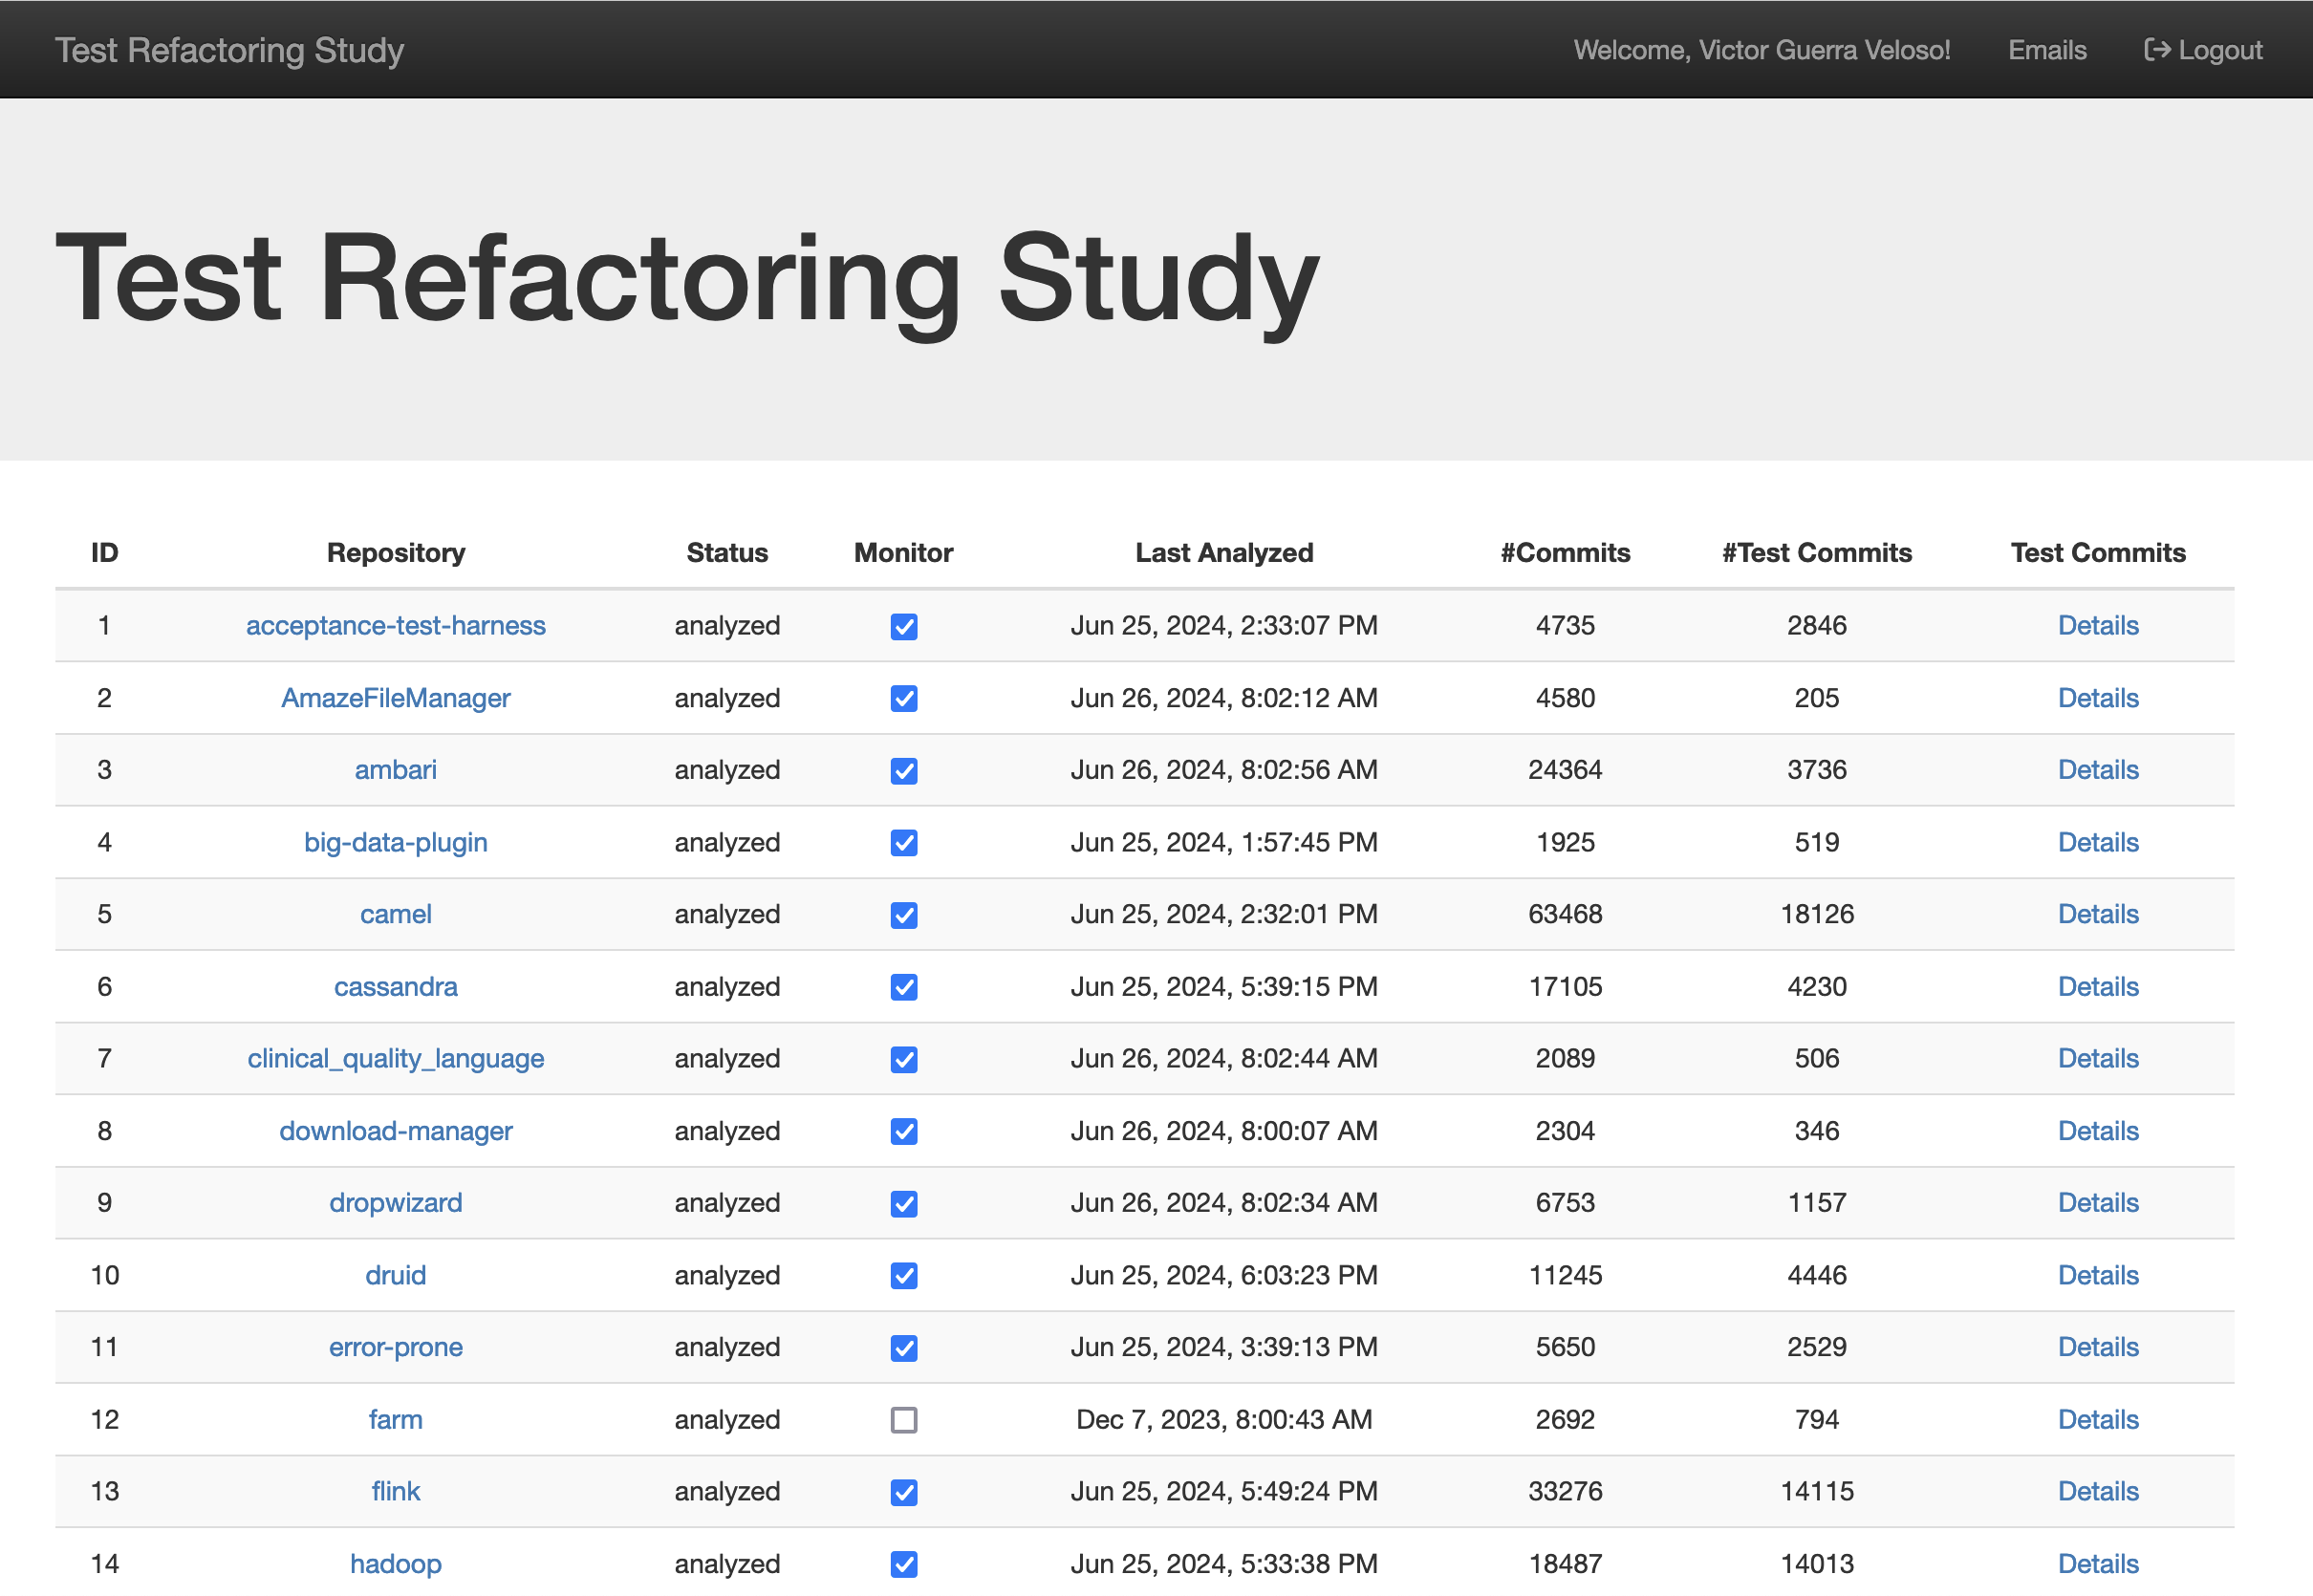 Test Refactoring Study Welcome, Victor Guerra Veloso! Emails Logout
Test Refactoring Study
ID Repository Status Monitor Last Analyzed #Commits #Test Commits Test Commits
1 acceptance-test-harness analyzed Jun 25, 2024, 2:33:07 PM 4735 2846 Details
2 AmazeFileManager analyzed Jun 26, 2024, 8:02:12 AM 4580 205 Details
3 ambari analyzed Jun 26, 2024, 8:02:56 AM 24364 3736 Details
4 big-data-plugin analyzed Jun 25, 2024, 1:57:45 PM 1925 519 Details
5 camel analyzed Jun 25, 2024, 2:32:01 PM 63468 18126 Details
6 cassandra analyzed Jun 25, 2024, 5:39:15 PM 17105 4230 Details
7 clinical_quality_language analyzed Jun 26, 2024, 8:02:44 AM 2089 506 Details
8 download-manager analyzed Jun 26, 2024, 8:00:07 AM 2304 346 Details
9 dropwizard analyzed Jun 26, 2024, 8:02:34 AM 6753 1157 Details
10 druid analyzed Jun 25, 2024, 6:03:23 PM 11245 4446 Details
11 error-prone analyzed Jun 25, 2024, 3:39:13 PM 5650 2529 Details
12 farm analyzed Dec 7, 2023, 8:00:43 AM 2692 794 Details
13 flink analyzed Jun 25, 2024, 5:49:24 PM 33276 14115 Details
14 hadoop analyzed Jun 25, 2024, 5:33:38 PM 18487 14013 Details